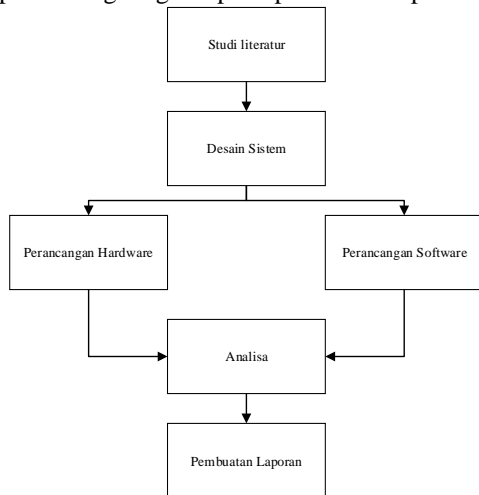 Studi literatur
Desain Sistem
Perancangan Hardware
Perancangan Software
Analisa
Pembuatan Laporan